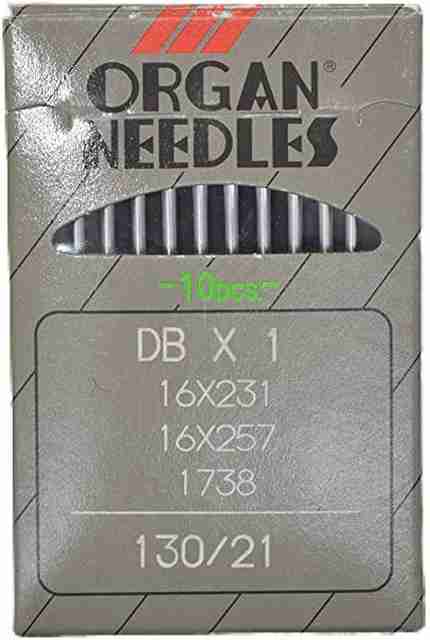 ORGAN®
NEEDLES
-10pcs.-
DB X 1
16X231
16X257
1738
130/21